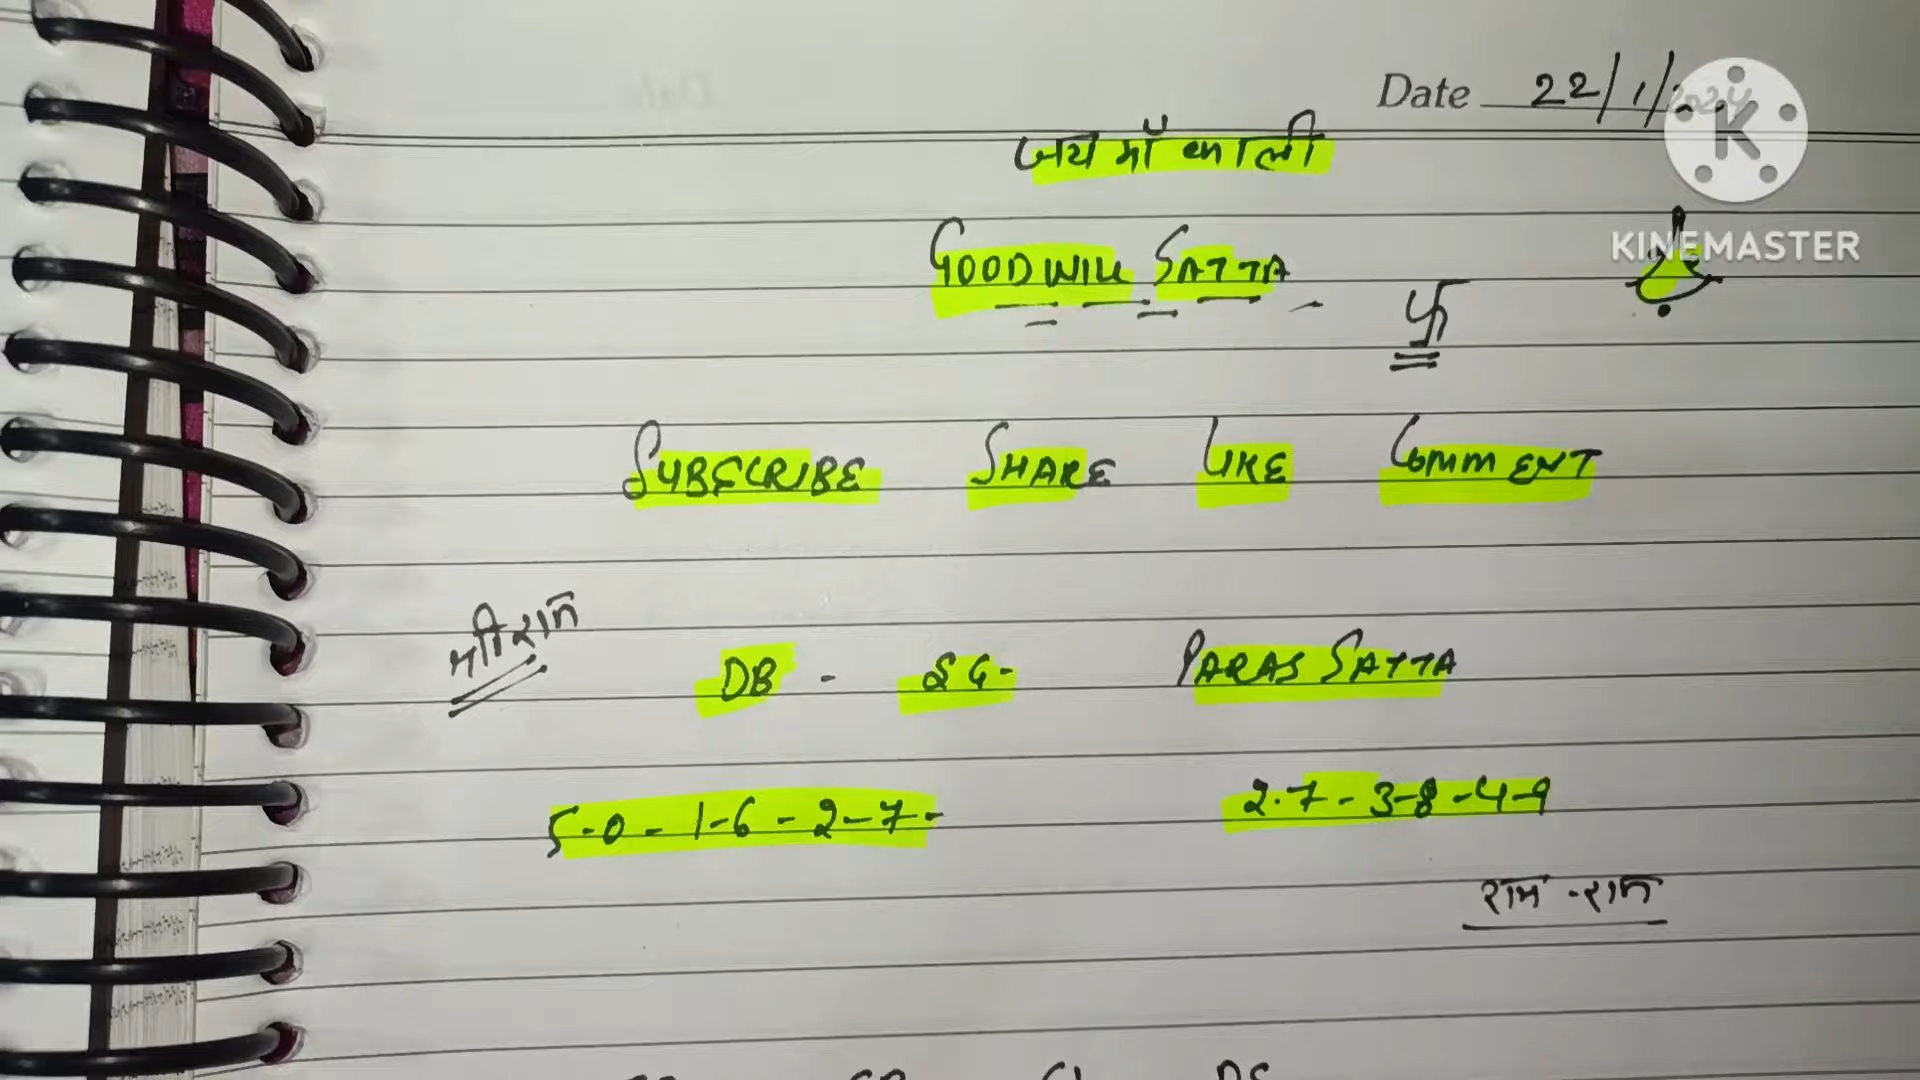 Date 22/1/2024
जय माँ काली
KINEMASTER
GOODWILL SATTA
SUBSCRIBE SHARE LIKE COMMENT
DB - SG- PARAS SATTA
5-0-1-6-2-7- 2.7-3-8-4-9
राम-राम